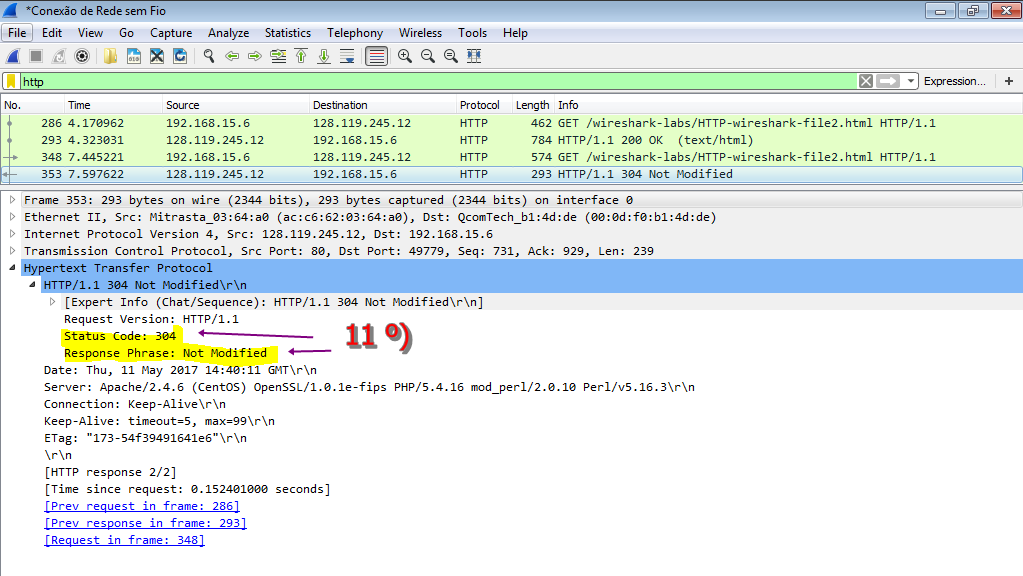 *Conexão de Rede sem Fio
File Edit View Go Capture Analyze Statistics Telephony Wireless Tools Help
http Expression... +
No. Time Source Destination Protocol Length Info
286 4.170962 192.168.15.6 128.119.245.12 HTTP 462 GET /wireshark-labs/HTTP-wireshark-file2.html HTTP/1.1
293 4.323031 128.119.245.12 192.168.15.6 HTTP 784 HTTP/1.1 200 OK (text/html)
348 7.445221 192.168.15.6 128.119.245.12 HTTP 574 GET /wireshark-labs/HTTP-wireshark-file2.html HTTP/1.1
353 7.597622 128.119.245.12 192.168.15.6 HTTP 293 HTTP/1.1 304 Not Modified
Frame 353: 293 bytes on wire (2344 bits), 293 bytes captured (2344 bits) on interface 0
Ethernet II, Src: Mitrasta_03:64:a0 (ac:c6:62:03:64:a0), Dst: QcomTech_b1:4d:de (00:0d:f0:b1:4d:de)
Internet Protocol Version 4, Src: 128.119.245.12, Dst: 192.168.15.6
Transmission Control Protocol, Src Port: 80, Dst Port: 49779, Seq: 731, Ack: 929, Len: 239
Hypertext Transfer Protocol
HTTP/1.1 304 Not Modified\r\n
[Expert Info (Chat/Sequence): HTTP/1.1 304 Not Modified\r\n]
Request Version: HTTP/1.1
Status Code: 304
11 º)
Response Phrase: Not Modified
Date: Thu, 11 May 2017 14:40:11 GMT\r\n
Server: Apache/2.4.6 (CentOS) OpenSSL/1.0.1e-fips PHP/5.4.16 mod_perl/2.0.10 Perl/v5.16.3\r\n
Connection: Keep-Alive\r\n
Keep-Alive: timeout=5, max=99\r\n
ETag: "173-54f39491641e6"\r\n
\r\n
[HTTP response 2/2]
[Time since request: 0.152401000 seconds]
[Prev request in frame: 286]
[Prev response in frame: 293]
[Request in frame: 348]